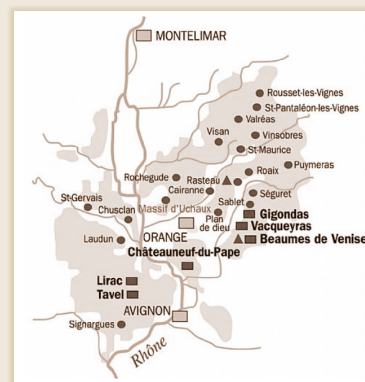 MONTELIMAR
Rousset-les-Vignes
St-Pantaléon-les-Vignes
Valréas
Visan
Vinsobres
St-Maurice
Puymeras
Rochegude
Rasteau
Roaix
Cairanne
St-Gervais
Massif d'Uchaux
Séguret
Chusclan
Sablet
Plan
de dieu
Gigondas
Laudun
ORANGE
Vacqueyras
Beaumes de Venise
Châteauneuf-du-Pape
Lirac
Tavel
AVIGNON
Signargues
Rhône